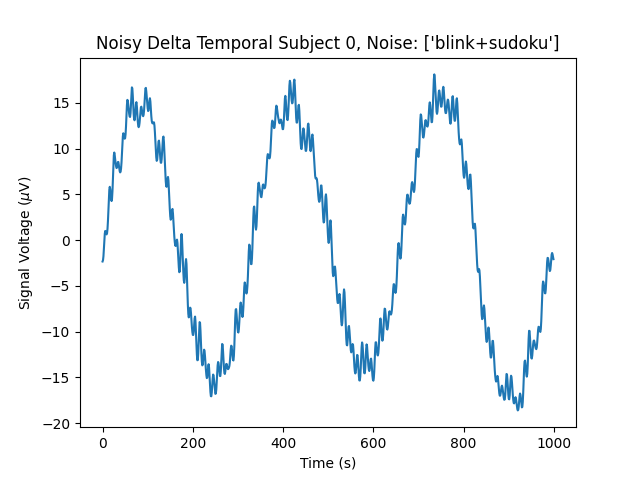 Noisy Delta Temporal Subject 0, Noise: ['blink+sudoku']
Signal Voltage (μV)
15
10
5
0
−5
−10
−15
−20
0 200 400 600 800 1000
Time (s)